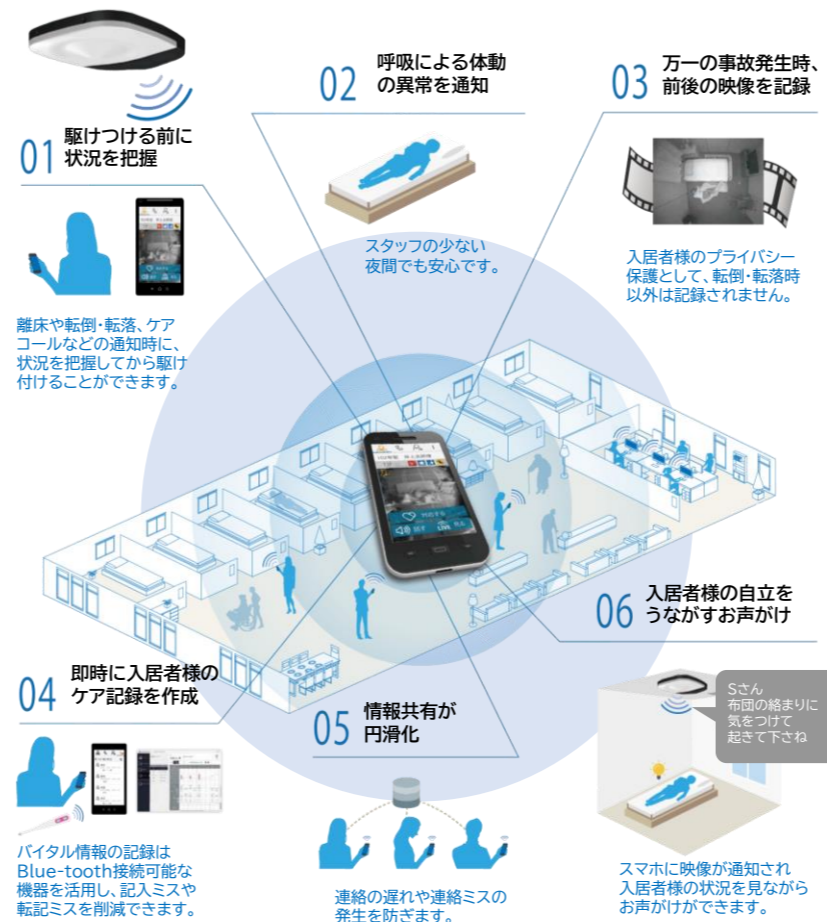 01
駆けつける前に
状況を把握
離床や転倒・転落、ケア
コールなどの通知時に、
状況を把握してから駆け
付けることができます。
02
呼吸による体動
の異常を通知
スタッフの少ない
夜間でも安心です。
03
万一の事故発生時、
前後の映像を記録
入居者様のプライバシー
保護として、転倒・転落時
以外は記録されません。
対応する
話す
LIVE 見る
04
即時に入居者様の
ケア記録を作成
バイタル情報の記録は
Blue-tooth接続可能な
機器を活用し、記入ミスや
転記ミスを削減できます。
05
情報共有が
円滑化
連絡の遅れや連絡ミスの
発生を防ぎます。
06
入居者様の自立を
うながすお声がけ
Sさん
布団の絡まりに
気をつけて
起きて下さね
スマホに映像が通知され
入居者様の状況を見ながら
お声がけができます。